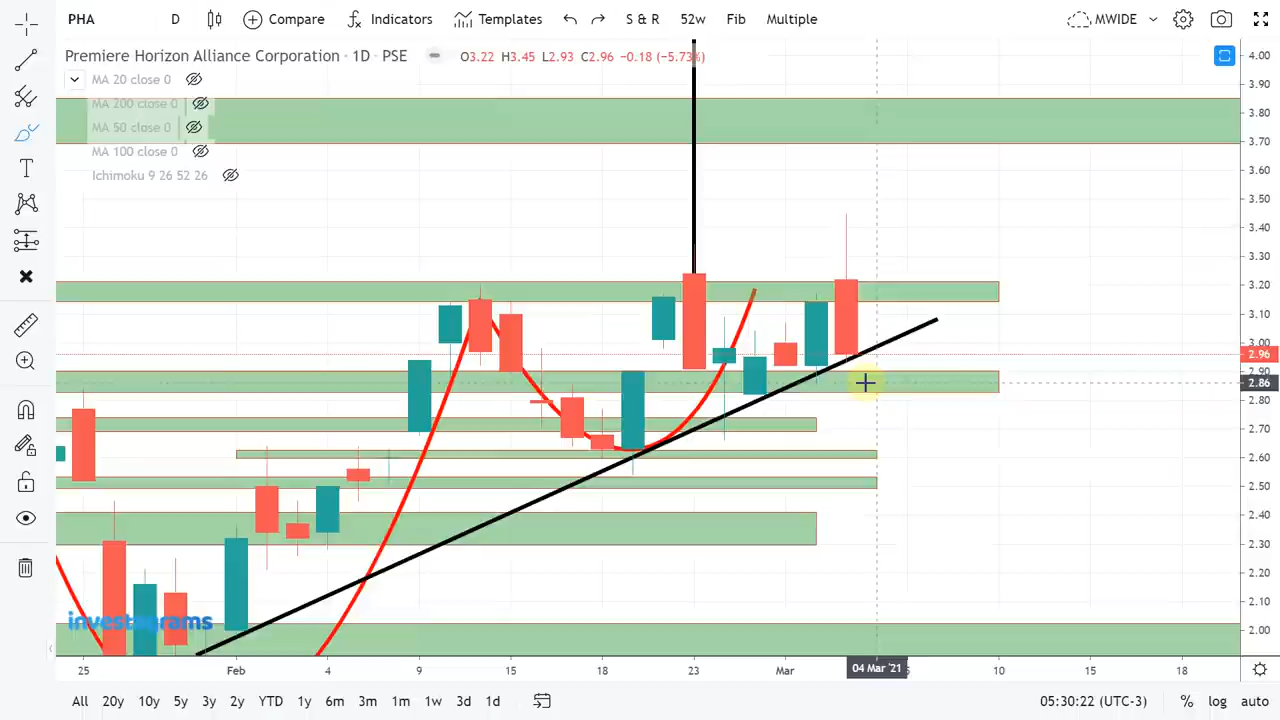 PHA D Compare Indicators Templates S & R 52w Fib Multiple MWIDE
Premiere Horizon Alliance Corporation · 1D · PSE O3.22 H3.45 L2.93 C2.96 −0.18 (−5.73%)
MA 20 close 0
MA 200 close 0
MA 50 close 0
MA 100 close 0
Ichimoku 9 26 52 26
4.00
3.90
3.80
3.70
3.60
3.50
3.40
3.30
3.20
3.10
3.00
2.96
2.90
2.86
2.80
2.70
2.60
2.50
2.40
2.30
2.20
2.10
2.00
investagrams
25 Feb 4 9 15 18 23 Mar 04 Mar '21 10 15 18
All 20y 10y 5y YTD 3y 2y 1y 6m 3m 1m 1w 3d 1d 05:30:22 (UTC-3) % log auto